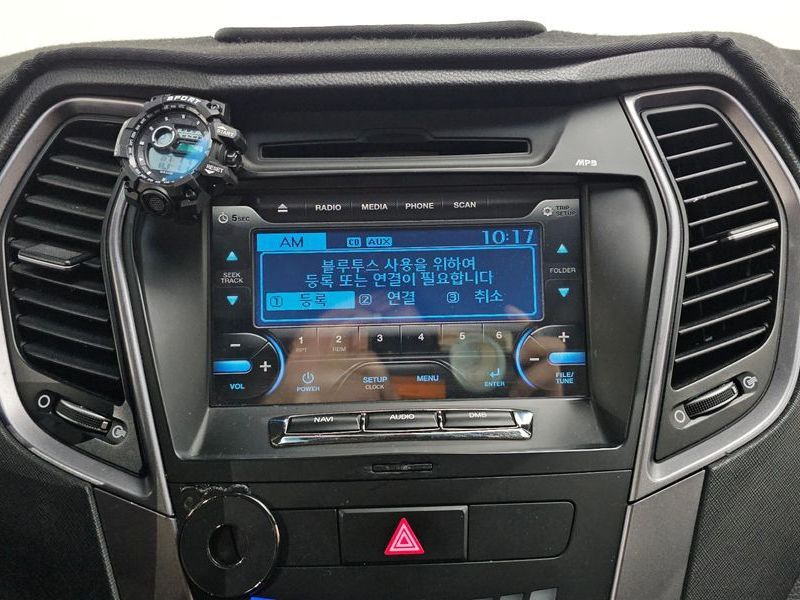 SPORT
START
RESET
MP3
5SEC
RADIO
MEDIA
PHONE
SCAN
TRIP
SETUP
AM
CD AUX
10:17
SEEK
TRACK
블루투스 사용을 위하여
등록 또는 연결이 필요합니다
① 등록 ② 연결 ③ 취소
FOLDER
1 RPT
2 RDM
3
4
5
6
VOL
POWER
SETUP
CLOCK
MENU
ENTER
FILE/
TUNE
NAVI
AUDIO
DMB